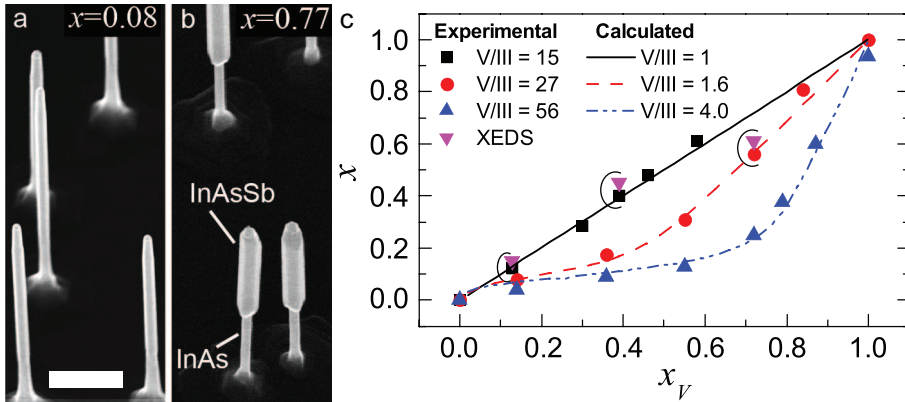 a
x=0.08
b
x=0.77
InAsSb
InAs
c
Experimental Calculated
V/III = 15 V/III = 1
V/III = 27 V/III = 1.6
V/III = 56 V/III = 4.0
XEDS
1.0
0.8
0.6
0.4
0.2
0.0
x
0.0 0.2 0.4 0.6 0.8 1.0
x_V